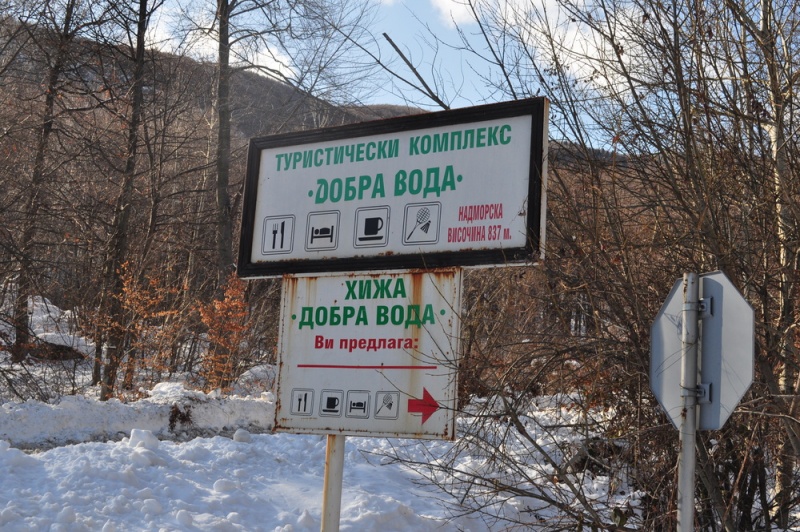 ТУРИСТИЧЕСКИ КОМПЛЕКС
·ДОБРА ВОДА·
НАДМОРСКА
ВИСОЧИНА 837 м.
ХИЖА
·ДОБРА ВОДА·
Ви предлага: